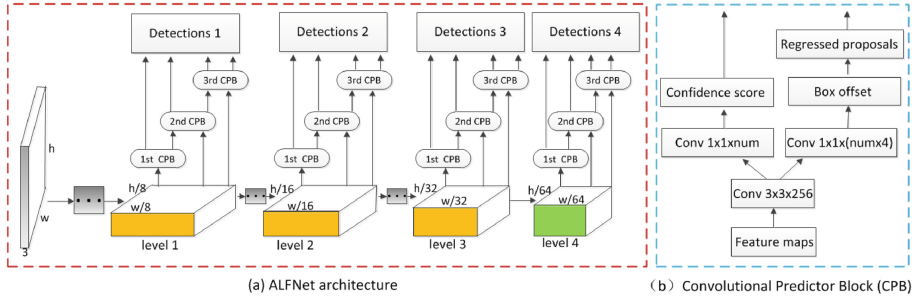 Detections 1
Detections 2
Detections 3
Detections 4
3rd CPB
3rd CPB
3rd CPB
3rd CPB
2nd CPB
2nd CPB
2nd CPB
2nd CPB
1st CPB
1st CPB
1st CPB
1st CPB
h
w
3
h/8
w/8
level 1
h/16
w/16
level 2
h/32
w/32
level 3
h/64
w/64
level 4
(a) ALFNet architecture
Regressed proposals
Confidence score
Box offset
Conv 1x1xnum
Conv 1x1x(numx4)
Conv 3x3x256
Feature maps
(b) Convolutional Predictor Block (CPB)